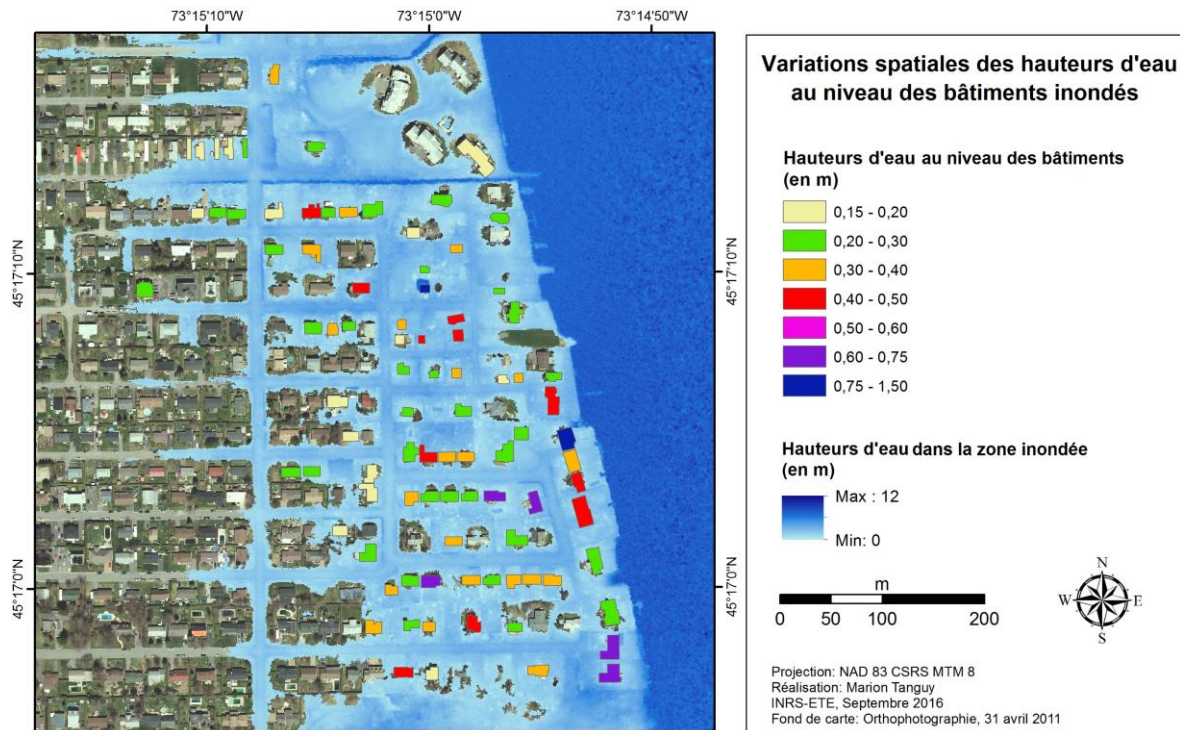 73°15'10"W
73°15'0"W
73°14'50"W
45°17'10"N
45°17'0"N
45°17'10"N
45°17'0"N
Variations spatiales des hauteurs d'eau
au niveau des bâtiments inondés
Hauteurs d'eau au niveau des bâtiments
(en m)
0,15 - 0,20
0,20 - 0,30
0,30 - 0,40
0,40 - 0,50
0,50 - 0,60
0,60 - 0,75
0,75 - 1,50
Hauteurs d'eau dans la zone inondée
(en m)
Max : 12
Min: 0
m
0 50 100 200
N
W E
S
Projection: NAD 83 CSRS MTM 8
Réalisation: Marion Tanguy
INRS-ETE, Septembre 2016
Fond de carte: Orthophotographie, 31 avril 2011